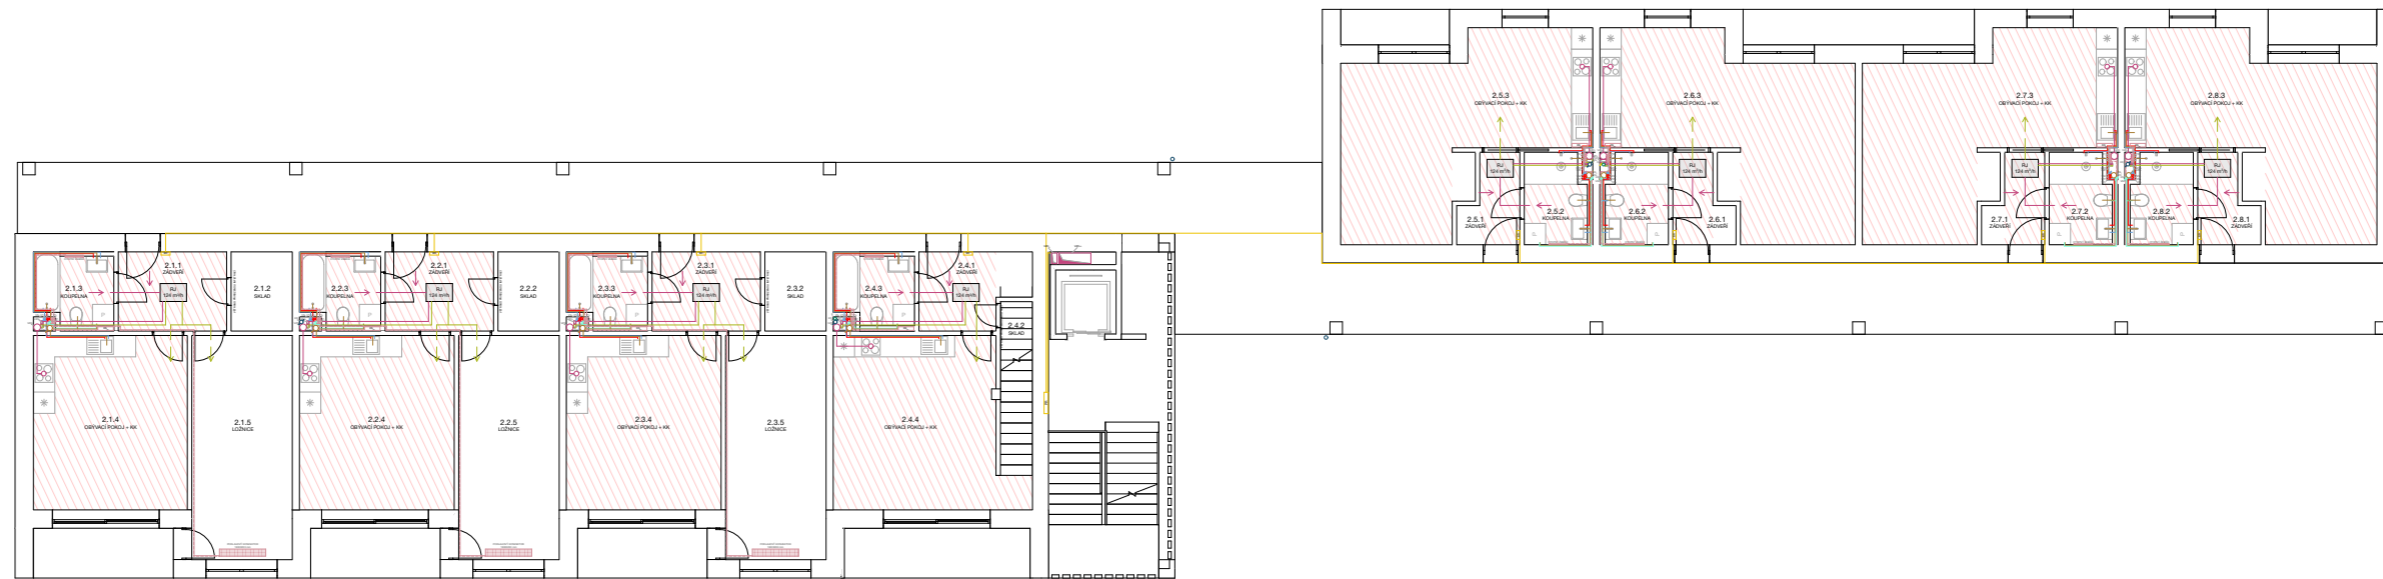 2.5.3
OBÝVACÍ POKOJ + KK
2.6.3
OBÝVACÍ POKOJ + KK
2.7.3
OBÝVACÍ POKOJ + KK
2.8.3
OBÝVACÍ POKOJ + KK
RJ
124 m³/h
RJ
124 m³/h
RJ
124 m³/h
RJ
124 m³/h
2.5.1
ZÁDVEŘÍ
2.5.2
KOUPELNA
2.6.2
KOUPELNA
2.6.1
ZÁDVEŘÍ
2.7.1
ZÁDVEŘÍ
2.7.2
KOUPELNA
2.8.2
KOUPELNA
2.8.1
ZÁDVEŘÍ
2.1.1
ZÁDVEŘÍ
2.2.1
ZÁDVEŘÍ
2.3.1
ZÁDVEŘÍ
2.4.1
ZÁDVEŘÍ
2.1.3
KOUPELNA
RJ
124 m³/h
2.1.2
SKLAD
2.2.3
KOUPELNA
RJ
124 m³/h
2.2.2
SKLAD
2.3.3
KOUPELNA
RJ
124 m³/h
2.3.2
SKLAD
2.4.3
KOUPELNA
RJ
124 m³/h
2.4.2
SKLAD
P
P
P
P
2.1.4
OBÝVACÍ POKOJ + KK
2.1.5
LOŽNICE
2.2.4
OBÝVACÍ POKOJ + KK
2.2.5
LOŽNICE
2.3.4
OBÝVACÍ POKOJ + KK
2.3.5
LOŽNICE
2.4.4
OBÝVACÍ POKOJ + KK